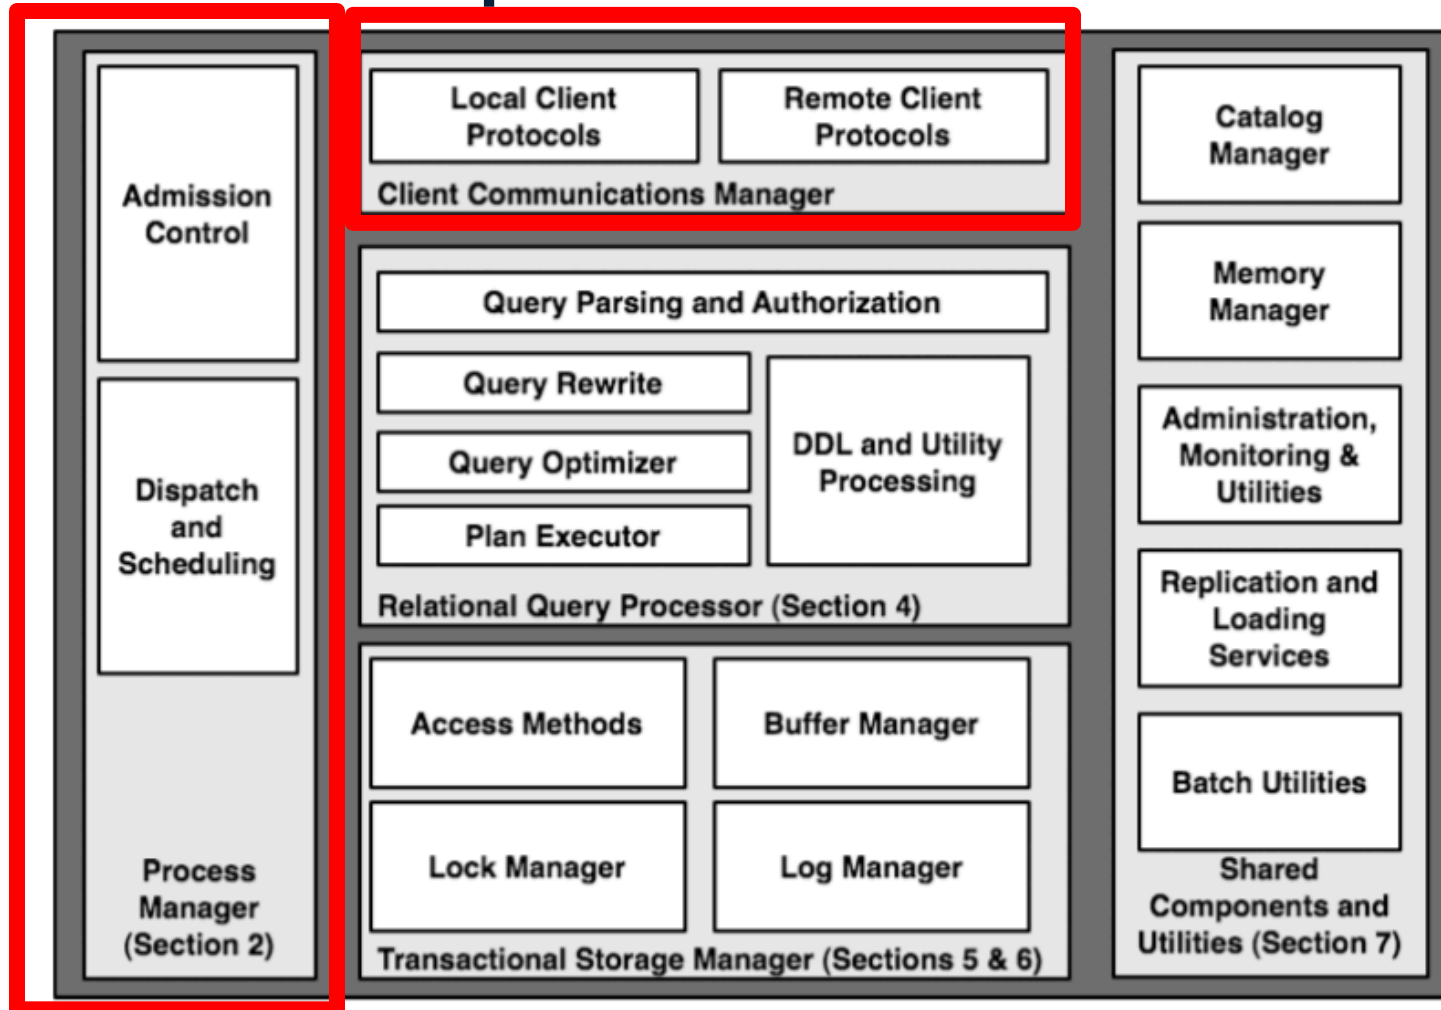 Admission
Control
Dispatch
and
Scheduling
Process
Manager
(Section 2)
Local Client
Protocols
Remote Client
Protocols
Client Communications Manager
Query Parsing and Authorization
Query Rewrite
Query Optimizer
Plan Executor
DDL and Utility
Processing
Relational Query Processor (Section 4)
Access Methods
Buffer Manager
Lock Manager
Log Manager
Transactional Storage Manager (Sections 5 & 6)
Catalog
Manager
Memory
Manager
Administration,
Monitoring &
Utilities
Replication and
Loading
Services
Batch Utilities
Shared
Components and
Utilities (Section 7)